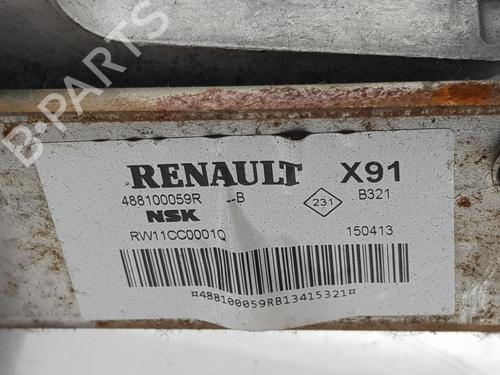 RENAULT X91
488100059R --B 231 B321
NSK
RW11CC0001Q 150413
¤488100059RB13415321¤
B-PARTS